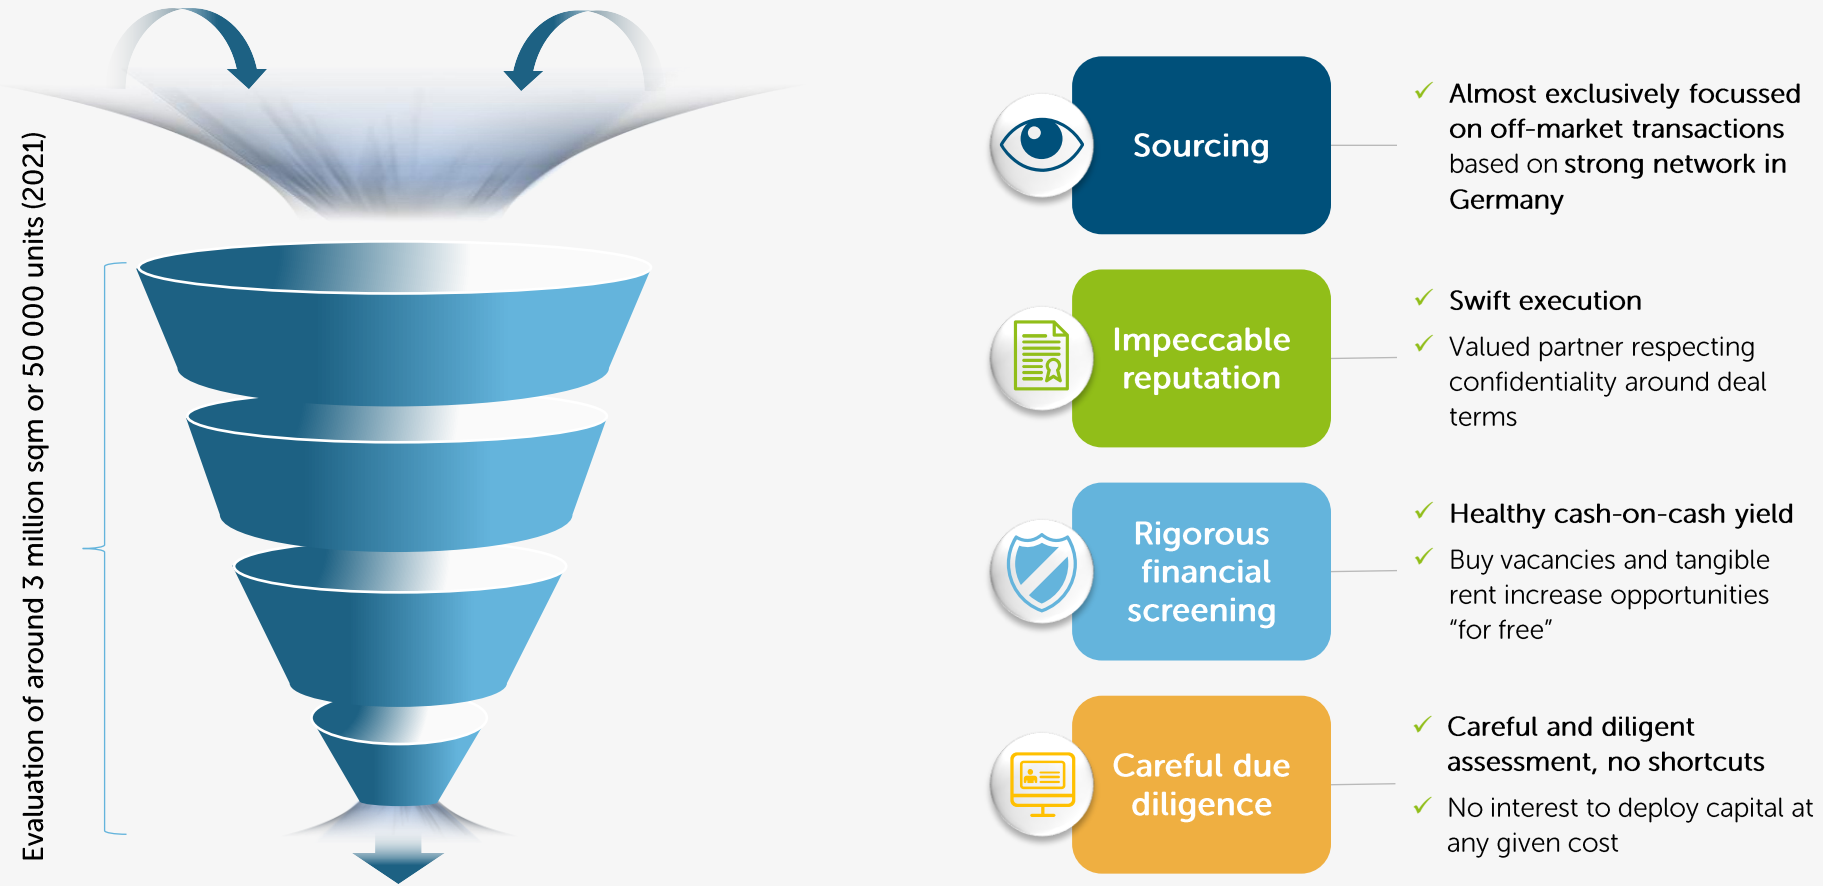 Evaluation of around 3 million sqm or 50 000 units (2021)
Sourcing
Almost exclusively focussed
on off-market transactions
based on strong network in
Germany
Impeccable
reputation
Swift execution
Valued partner respecting
confidentiality around deal
terms
Rigorous
financial
screening
Healthy cash-on-cash yield
Buy vacancies and tangible
rent increase opportunities
“for free”
Careful due
diligence
Careful and diligent
assessment, no shortcuts
No interest to deploy capital at
any given cost